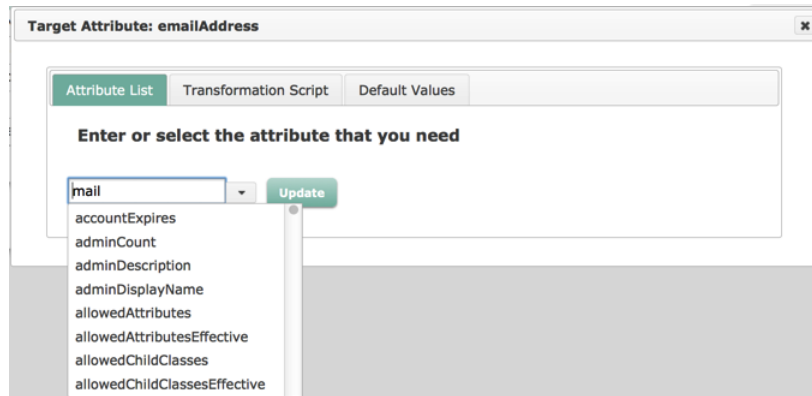 Target Attribute: emailAddress
Attribute List Transformation Script Default Values
Enter or select the attribute that you need
mail Update
accountExpires
adminCount
adminDescription
adminDisplayName
allowedAttributes
allowedAttributesEffective
allowedChildClasses
allowedChildClassesEffective